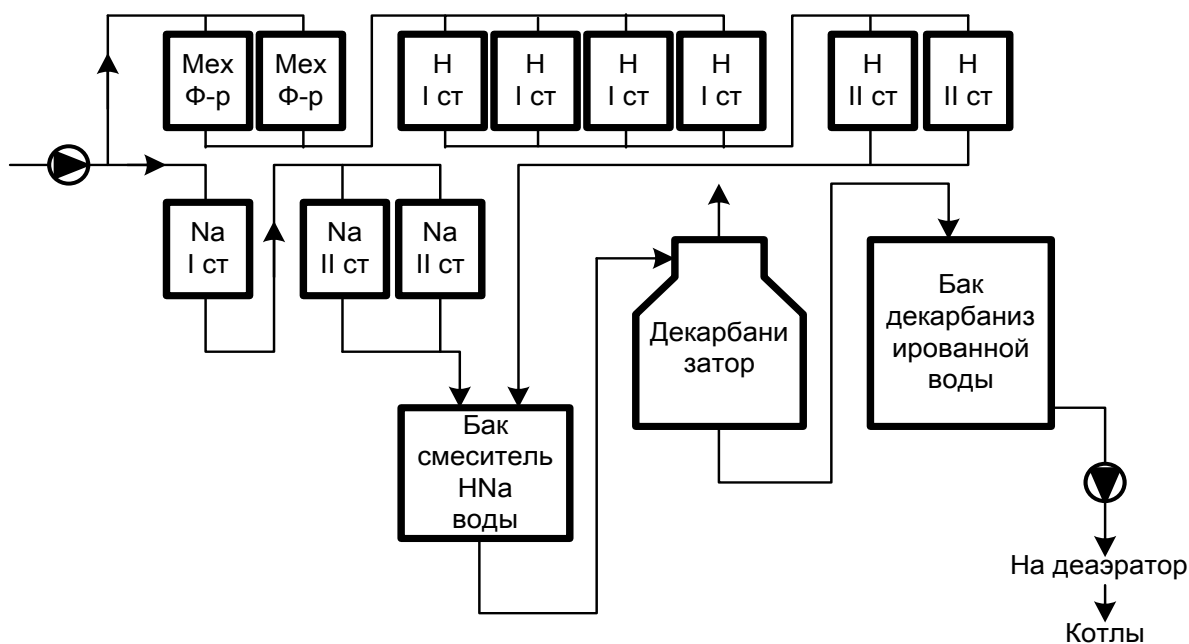 Мех
Ф-р
Мех
Ф-р
Н
I ст
Н
I ст
Н
I ст
Н
I ст
Н
II ст
Н
II ст
Na
I ст
Na
II ст
Na
II ст
Декарбани
затор
Бак
декарбаниз
ированной
воды
Бак
смеситель
HNa
воды
На деаэратор
Котлы